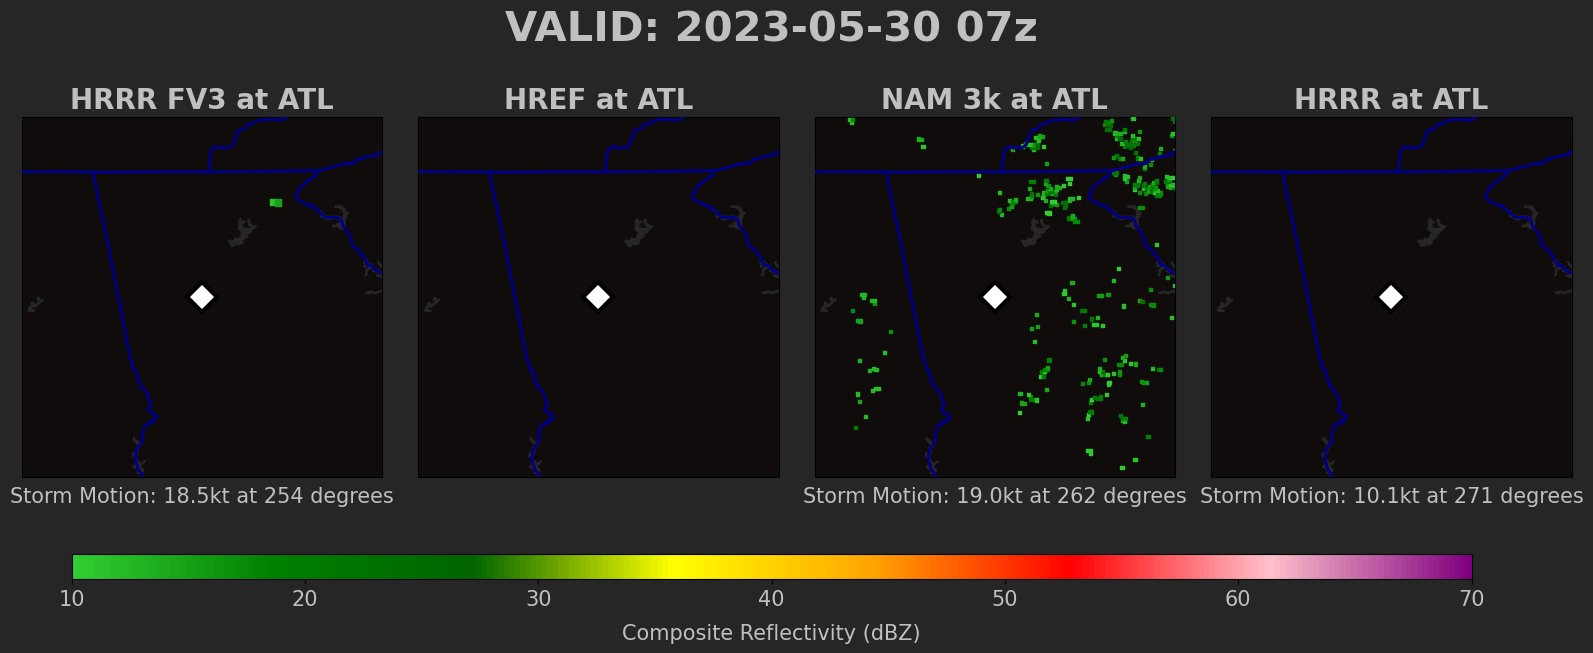 VALID: 2023-05-30 07z
HRRR FV3 at ATL
HREF at ATL
NAM 3k at ATL
HRRR at ATL
Storm Motion: 18.5kt at 254 degrees
Storm Motion: 19.0kt at 262 degrees
Storm Motion: 10.1kt at 271 degrees
10 20 30 40 50 60 70
Composite Reflectivity (dBZ)